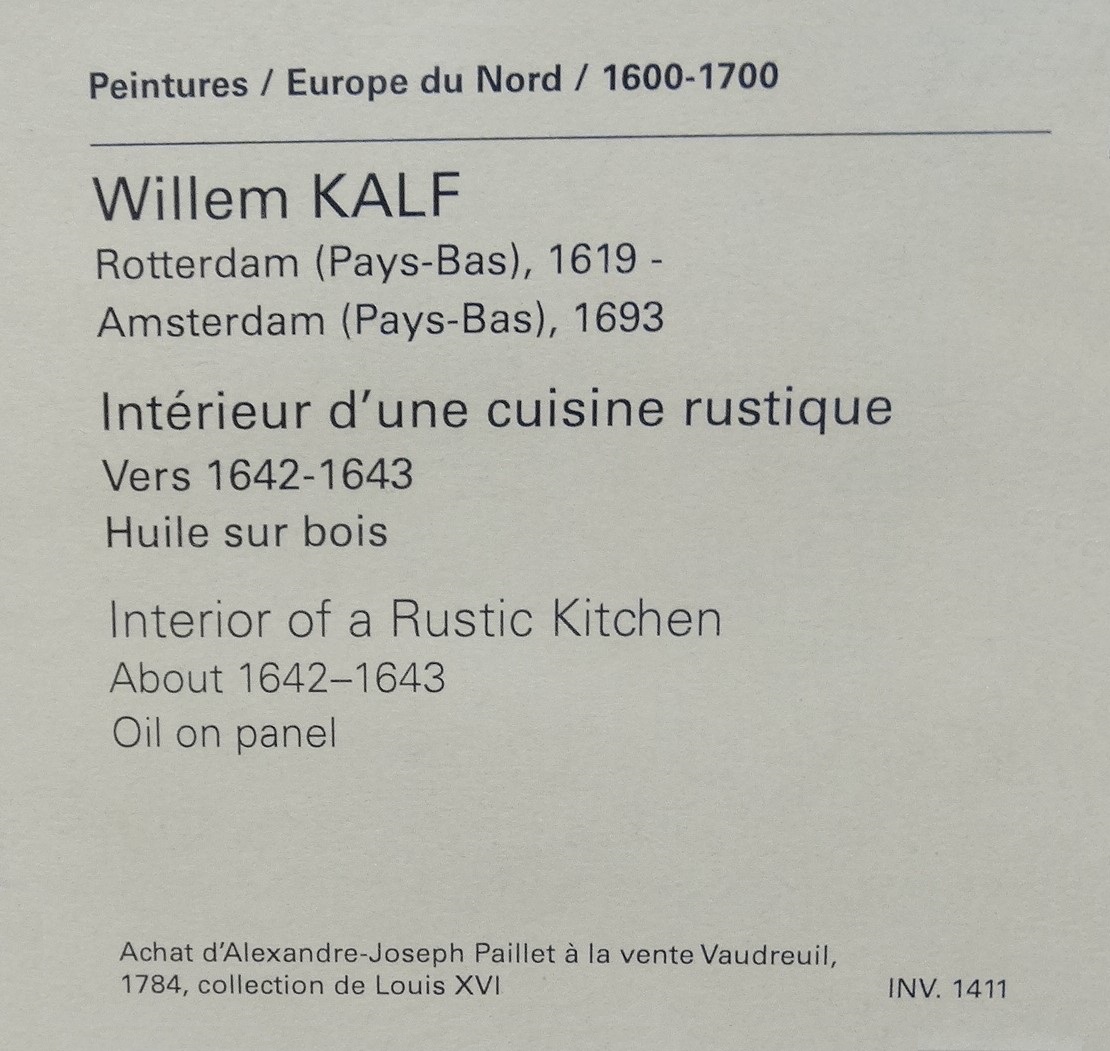 Peintures / Europe du Nord / 1600-1700
Willem KALF
Rotterdam (Pays-Bas), 1619 -
Amsterdam (Pays-Bas), 1693
Intérieur d'une cuisine rustique
Vers 1642-1643
Huile sur bois
Interior of a Rustic Kitchen
About 1642–1643
Oil on panel
Achat d'Alexandre-Joseph Paillet à la vente Vaudreuil,
1784, collection de Louis XVI
INV. 1411